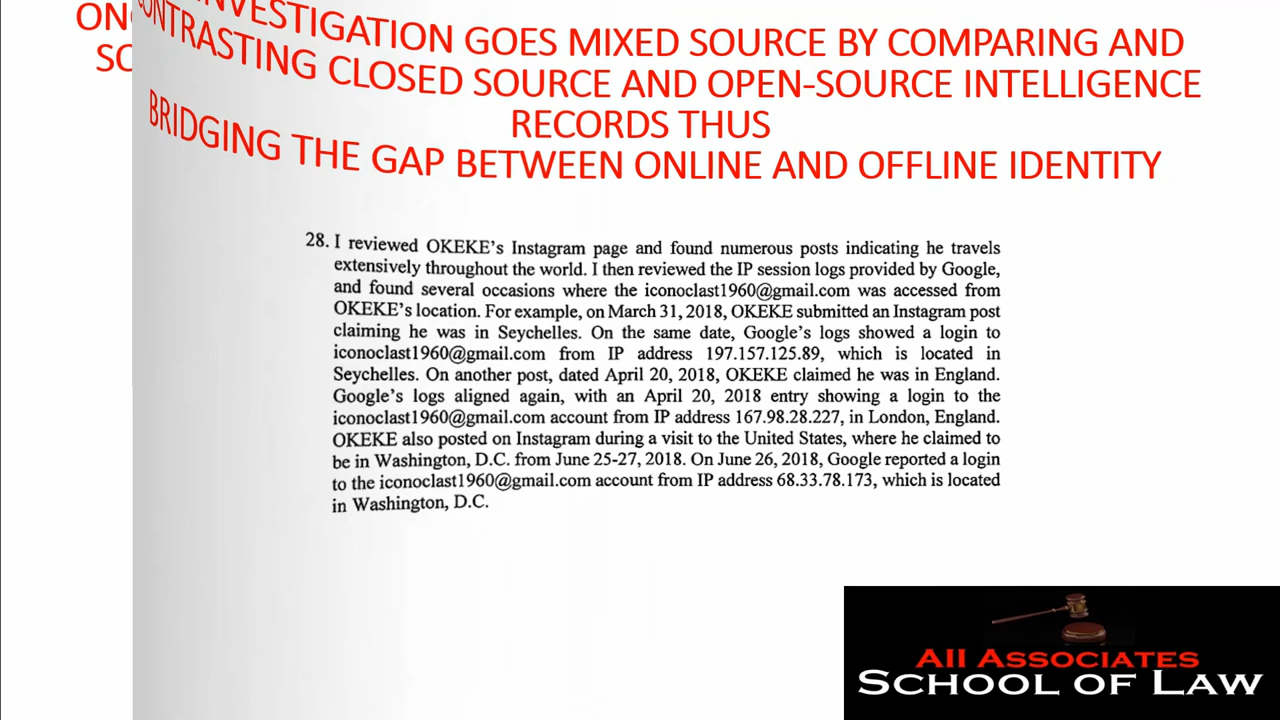 ON
SC
NVESTIGATION GOES MIXED SOURCE BY COMPARING AND
ONTRASTING CLOSED SOURCE AND OPEN-SOURCE INTELLIGENCE
RECORDS THUS
BRIDGING THE GAP BETWEEN ONLINE AND OFFLINE IDENTITY
28. I reviewed OKEKE's Instagram page and found numerous posts indicating he travels
extensively throughout the world. I then reviewed the IP session logs provided by Google,
and found several occasions where the iconoclast1960@gmail.com was accessed from
OKEKE's location. For example, on March 31, 2018, OKEKE submitted an Instagram post
claiming he was in Seychelles. On the same date, Google's logs showed a login to
iconoclast1960@gmail.com from IP address 197.157.125.89, which is located in
Seychelles. On another post, dated April 20, 2018, OKEKE claimed he was in England.
Google's logs aligned again, with an April 20, 2018 entry showing a login to the
iconoclast1960@gmail.com account from IP address 167.98.28.227, in London, England.
OKEKE also posted on Instagram during a visit to the United States, where he claimed to
be in Washington, D.C. from June 25-27, 2018. On June 26, 2018, Google reported a login
to the iconoclast1960@gmail.com account from IP address 68.33.78.173, which is located
in Washington, D.C.
All Associates
School of Law